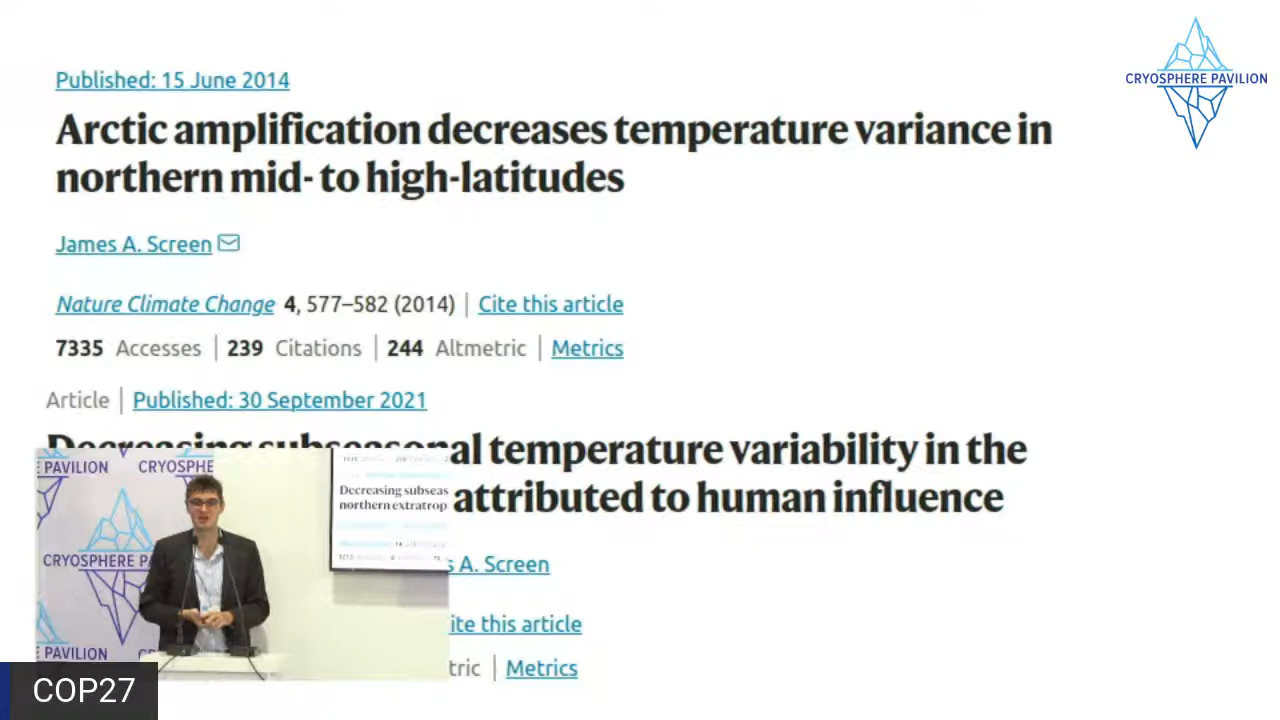 Published: 15 June 2014
CRYOSPHERE PAVILION
Arctic amplification decreases temperature variance in
northern mid- to high-latitudes
James A. Screen
Nature Climate Change 4, 577–582 (2014) | Cite this article
7335 Accesses | 239 Citations | 244 Altmetric | Metrics
Article | Published: 30 September 2021
Decreasing subseasonal temperature variability in the
attributed to human influence
A. Screen
ite this article
tric | Metrics
E PAVILION
CRYOSPHE
Decreasing subseas
northern extratrop
CRYOSPHERE PA
PAVILION
COP27